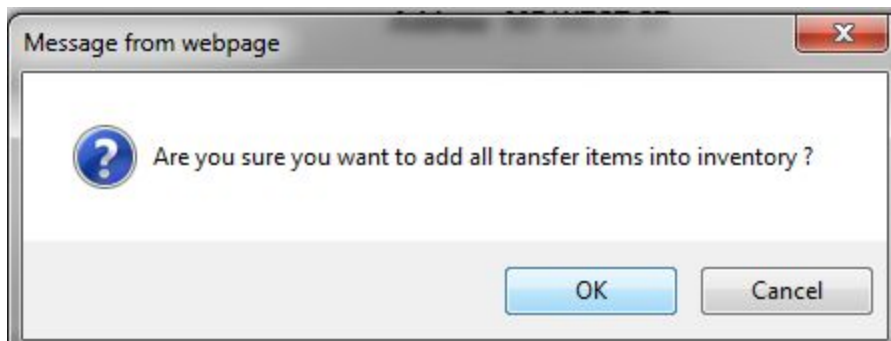 Message from webpage
Are you sure you want to add all transfer items into inventory ?
OK
Cancel